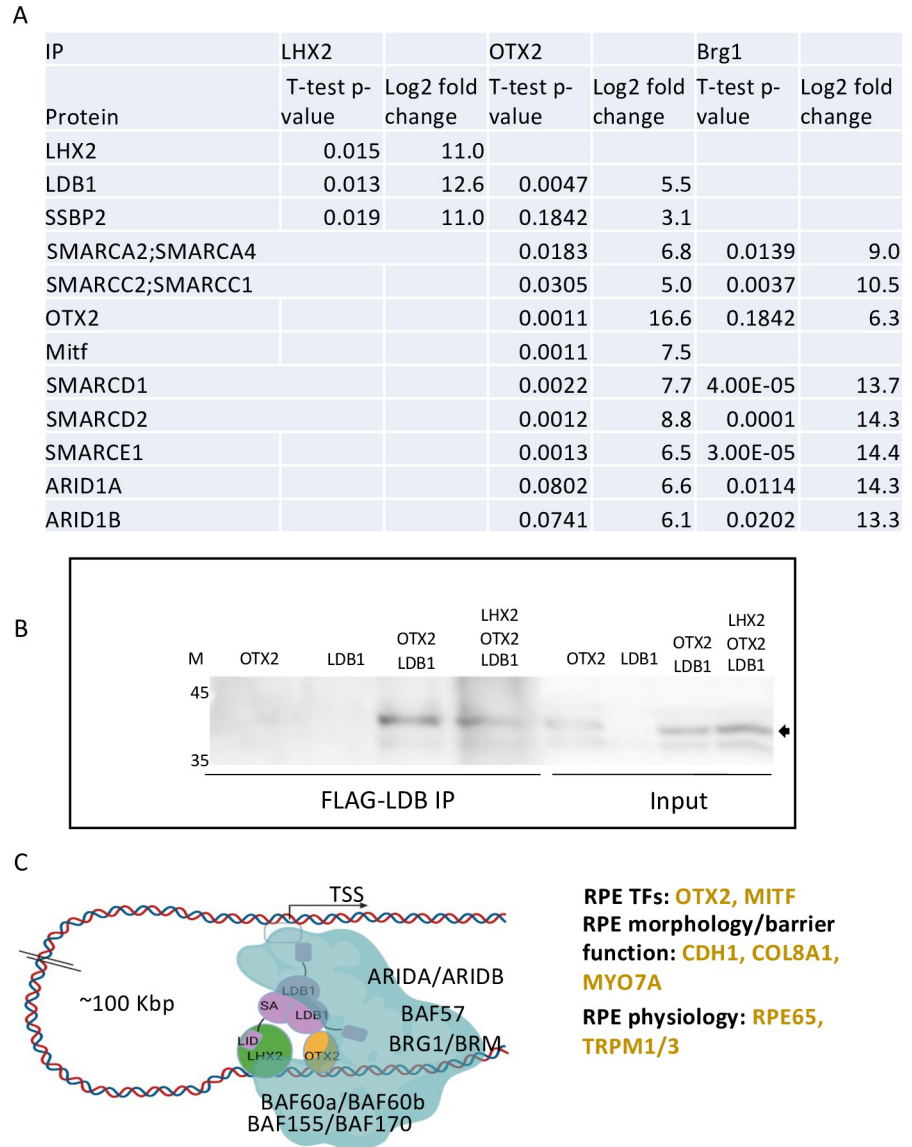 A
IP LHX2 OTX2 Brg1
Protein T-test p-value Log2 fold change T-test p-value Log2 fold change T-test p-value Log2 fold change
LHX2 0.015 11.0
LDB1 0.013 12.6 0.0047 5.5
SSBP2 0.019 11.0 0.1842 3.1
SMARCA2;SMARCA4 0.0183 6.8 0.0139 9.0
SMARCC2;SMARCC1 0.0305 5.0 0.0037 10.5
OTX2 0.0011 16.6 0.1842 6.3
Mitf 0.0011 7.5
SMARCD1 0.0022 7.7 4.00E-05 13.7
SMARCD2 0.0012 8.8 0.0001 14.3
SMARCE1 0.0013 6.5 3.00E-05 14.4
ARID1A 0.0802 6.6 0.0114 14.3
ARID1B 0.0741 6.1 0.0202 13.3
B
M OTX2 LDB1 OTX2 LDB1 LHX2 OTX2 LDB1 OTX2 LDB1 OTX2 LDB1 LHX2 OTX2 LDB1
45
35
FLAG-LDB IP Input
C
TSS
~100 Kbp
ARIDA/ARIDB
LDB1
SA
LDB1
BAF57
LID
LHX2
OTX2
BRG1/BRM
BAF60a/BAF60b
BAF155/BAF170
RPE TFs: OTX2, MITF
RPE morphology/barrier
function: CDH1, COL8A1,
MYO7A
RPE physiology: RPE65,
TRPM1/3